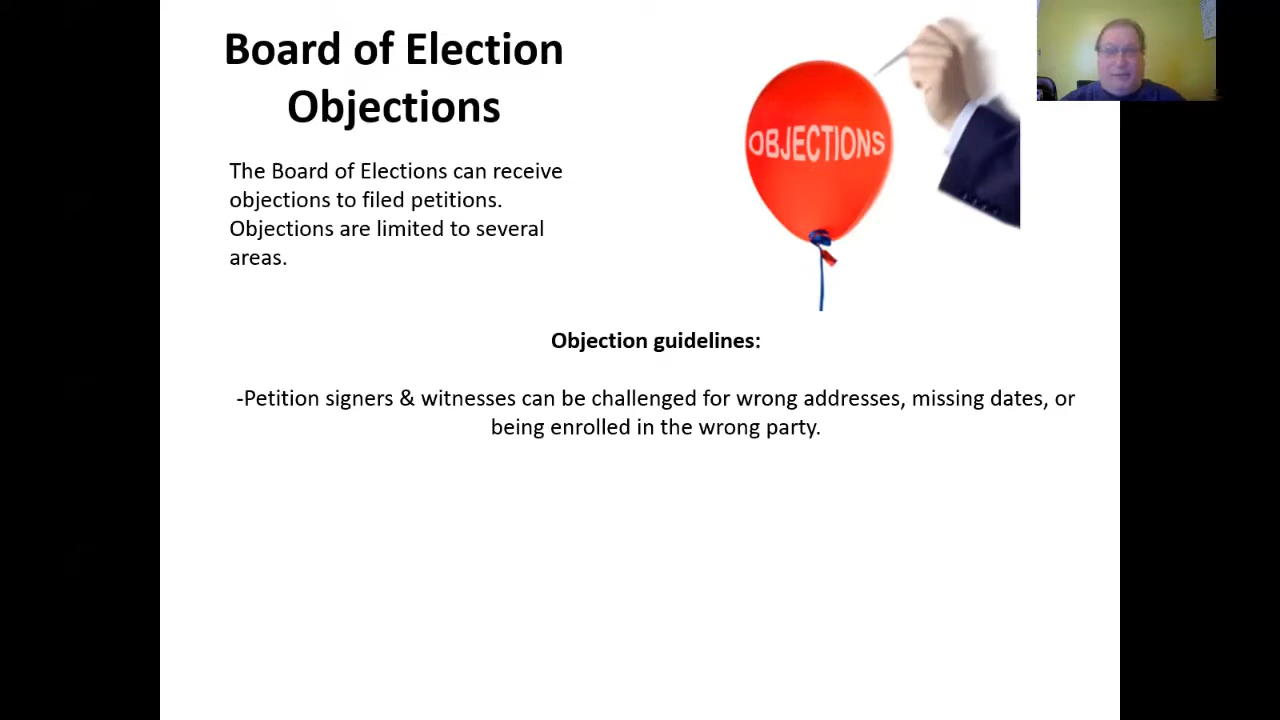 Board of Election
Objections
The Board of Elections can receive
objections to filed petitions.
Objections are limited to several
areas.
OBJECTIONS
Objection guidelines:
-Petition signers & witnesses can be challenged for wrong addresses, missing dates, or
being enrolled in the wrong party.